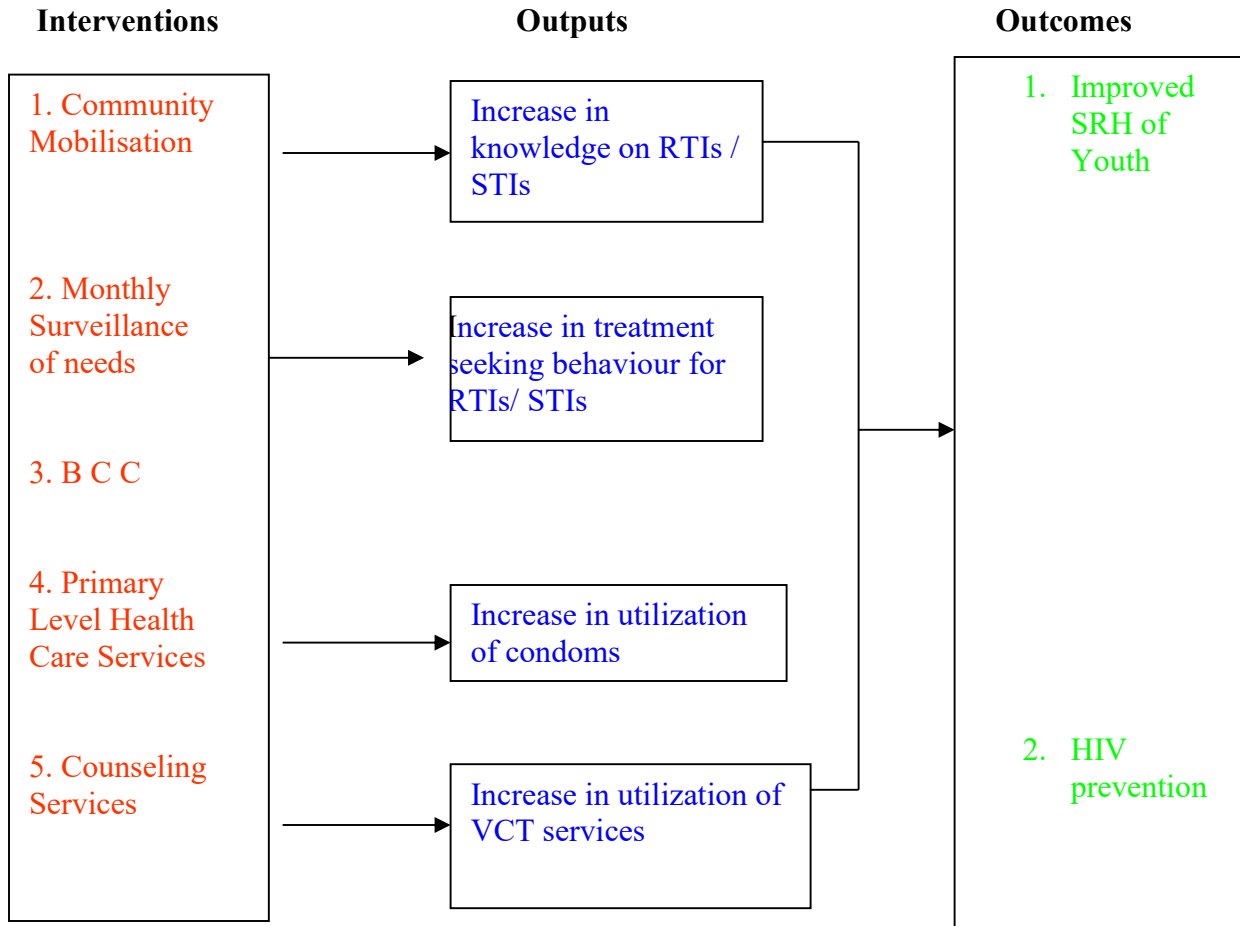 Interventions
Outputs
Outcomes
1. Community
Mobilisation
2. Monthly
Surveillance
of needs
3. B C C
4. Primary
Level Health
Care Services
5. Counseling
Services
Increase in
knowledge on RTIs /
STIs
Increase in treatment
seeking behaviour for
RTIs/ STIs
Increase in utilization
of condoms
Increase in utilization of
VCT services
1. Improved
SRH of
Youth
2. HIV
prevention